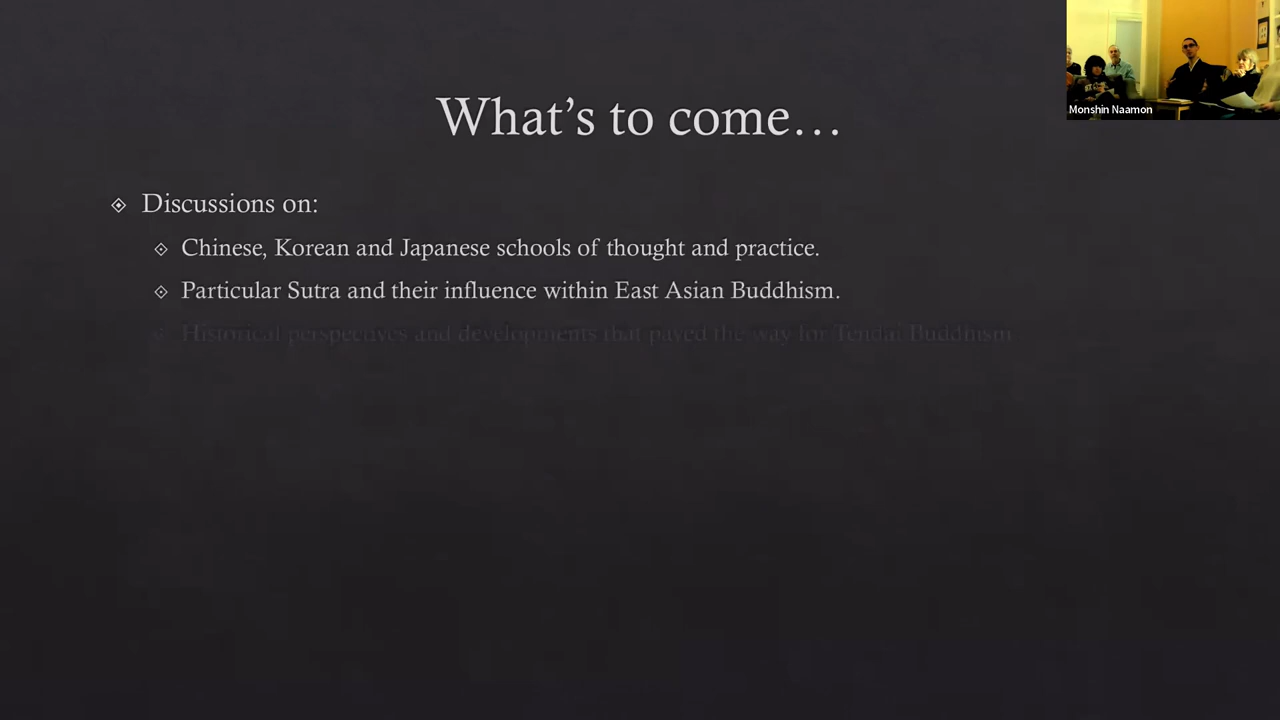 What's to come…
Monshin Naamon
Discussions on:
Chinese, Korean and Japanese schools of thought and practice.
Particular Sutra and their influence within East Asian Buddhism.
Historical perspectives and developments that paved the way for Tendai Buddhism